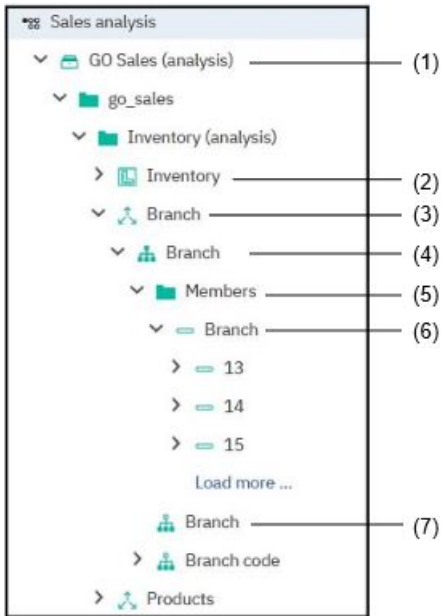 Sales analysis
GO Sales (analysis) (1)
go_sales
Inventory (analysis)
Inventory (2)
Branch (3)
Branch (4)
Members (5)
Branch (6)
13
14
15
Load more ...
Branch (7)
Branch code
Products